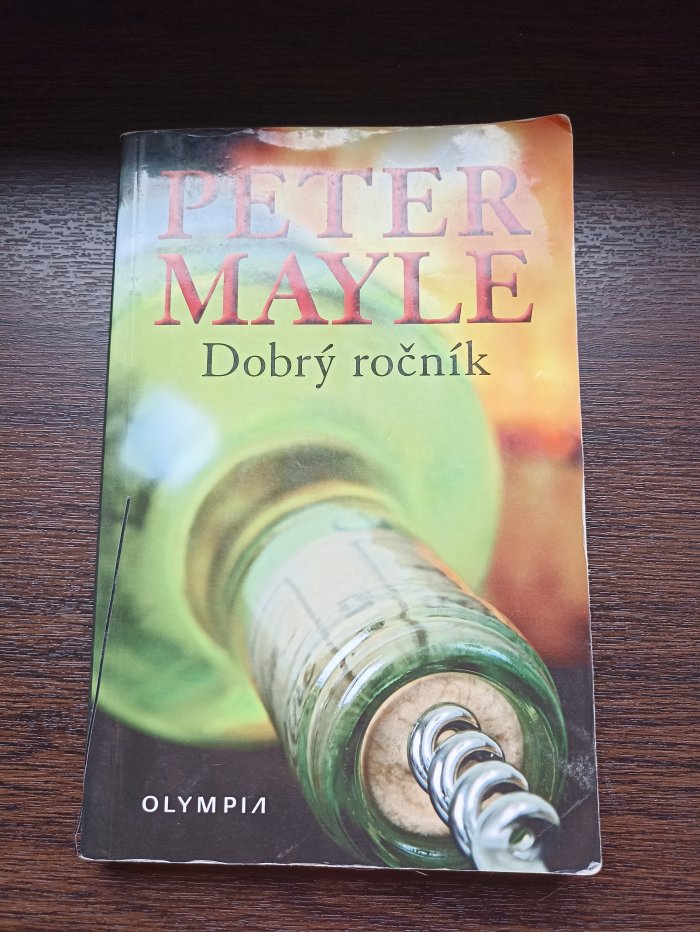 PETER
MAYLE
Dobrý ročník
OLYMPIA